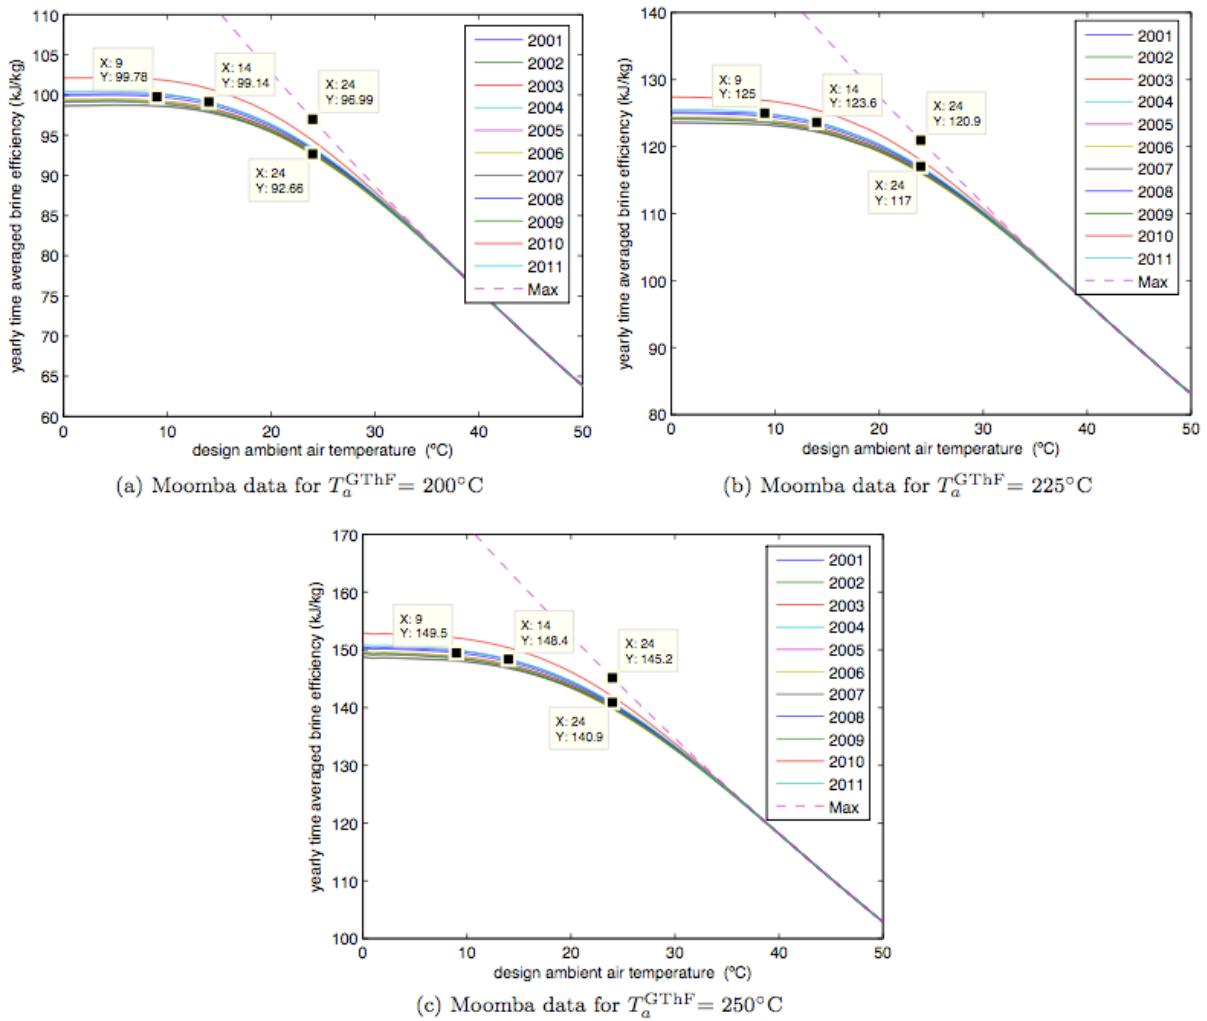 110
105
100
95
90
85
80
75
70
65
60
yearly time averaged brine efficiency (kJ/kg)
X: 9
Y: 99.78
X: 14
Y: 99.14
X: 24
Y: 96.99
X: 24
Y: 92.66
2001
2002
2003
2004
2005
2006
2007
2008
2009
2010
2011
Max
0 10 20 30 40 50
design ambient air temperature (ºC)
(a) Moomba data for T_a^GThF = 200°C
140
130
120
110
100
90
80
yearly time averaged brine efficiency (kJ/kg)
X: 9
Y: 125
X: 14
Y: 123.6
X: 24
Y: 120.9
X: 24
Y: 117
2001
2002
2003
2004
2005
2006
2007
2008
2009
2010
2011
Max
0 10 20 30 40 50
design ambient air temperature (ºC)
(b) Moomba data for T_a^GThF = 225°C
170
160
150
140
130
120
110
100
yearly time averaged brine efficiency (kJ/kg)
X: 9
Y: 149.5
X: 14
Y: 148.4
X: 24
Y: 145.2
X: 24
Y: 140.9
2001
2002
2003
2004
2005
2006
2007
2008
2009
2010
2011
Max
0 10 20 30 40 50
design ambient air temperature (ºC)
(c) Moomba data for T_a^GThF = 250°C